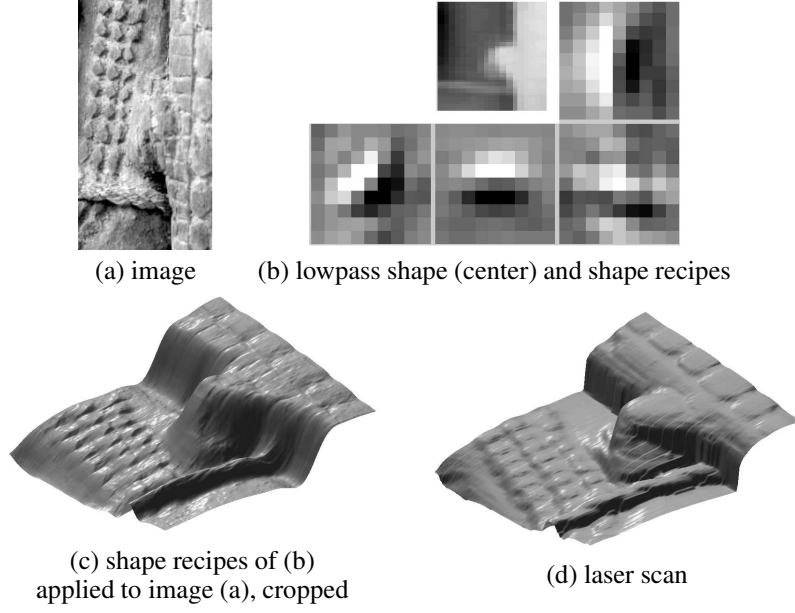 (a) image
(b) lowpass shape (center) and shape recipes
(c) shape recipes of (b)
applied to image (a), cropped
(d) laser scan